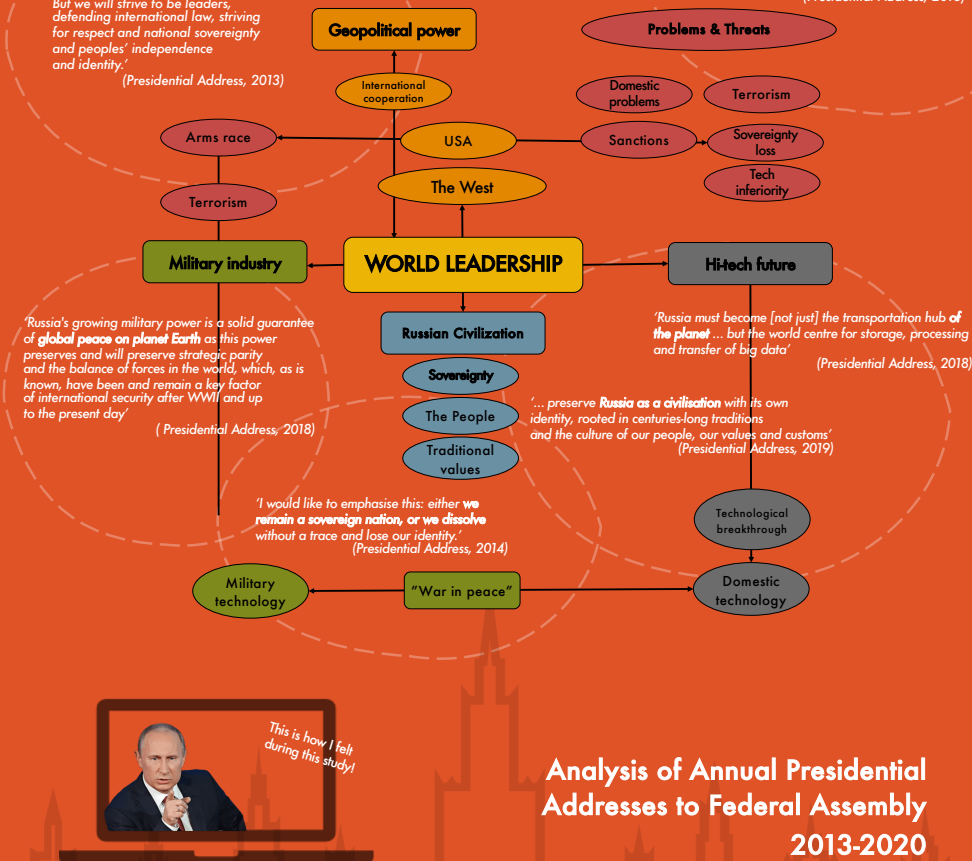 But we will strive to be leaders,
defending international law, striving
for respect and national sovereignty
and peoples’ independence
and identity.’
(Presidential Address, 2013)
Geopolitical power
International
cooperation
USA
The West
Problems & Threats
Domestic
problems
Terrorism
Sanctions
Sovereignty
loss
Tech
inferiority
Arms race
Terrorism
Military industry
WORLD LEADERSHIP
Hi-tech future
‘Russia's growing military power is a solid guarantee
of global peace on planet Earth as this power
preserves and will preserve strategic parity
and the balance of forces in the world, which, as is
known, have been and remain a key factor
of international security after WWII and up
to the present day’
( Presidential Address, 2018)
Russian Civilization
Sovereignty
The People
Traditional
values
‘Russia must become [not just] the transportation hub of
the planet ... but the world centre for storage, processing
and transfer of big data’
(Presidential Address, 2018)
‘... preserve Russia as a civilisation with its own
identity, rooted in centuries-long traditions
and the culture of our people, our values and customs’
(Presidential Address, 2019)
‘I would like to emphasise this: either we
remain a sovereign nation, or we dissolve
without a trace and lose our identity.’
(Presidential Address, 2014)
Technological
breakthrough
Military
technology
”War in peace”
Domestic
technology
This is how I felt
during this study!
Analysis of Annual Presidential
Addresses to Federal Assembly
2013-2020